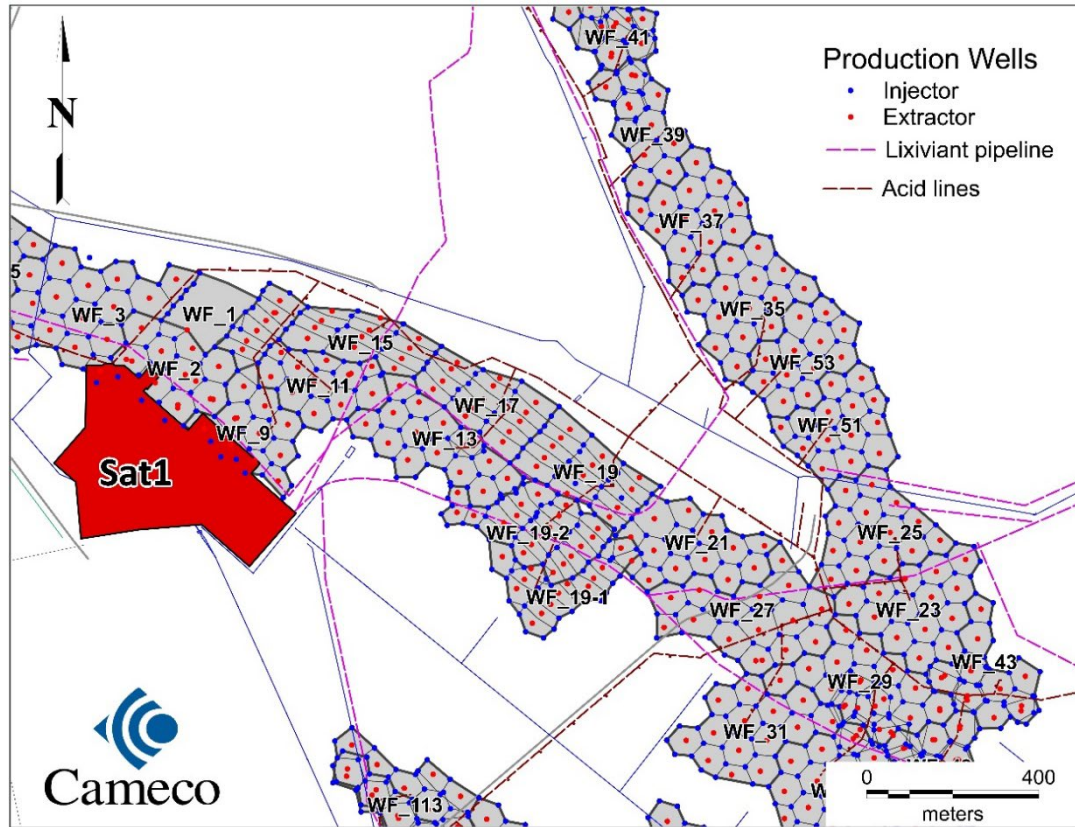 WF_41
Production Wells
Injector
Extractor
Lixiviant pipeline
Acid lines
N
WF_39
WF_37
5
WF_3
WF_1
WF_35
WF_15
WF_2
WF_11
WF_53
WF_17
WF_9
WF_13
WF_51
Sat1
WF_19
WF_19-2
WF_21
WF_25
WF_19-1
WF_27
WF_23
WF_43
WF_29
WF_31
Cameco
WF_113
0 400
meters